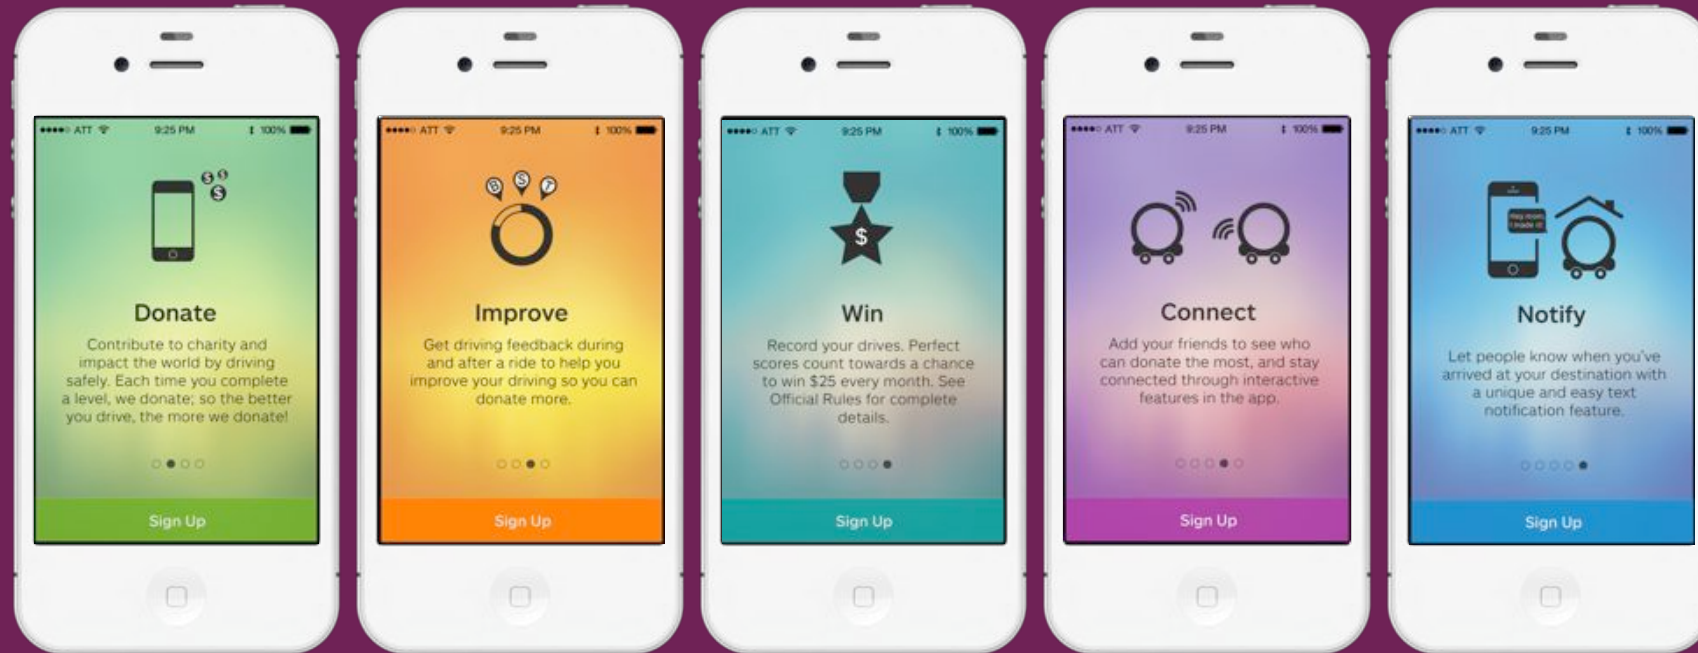 ATT 9:25 PM 100%
$ $
$
Donate
Contribute to charity and
impact the world by driving
safely. Each time you complete
a level, we donate; so the better
you drive, the more we donate!
Sign Up
ATT 9:25 PM 100%
B S T
Improve
Get driving feedback during
and after a ride to help you
improve your driving so you can
donate more.
Sign Up
ATT 9:25 PM 100%
$
Win
Record your drives. Perfect
scores count towards a chance
to win $25 every month. See
Official Rules for complete
details.
Sign Up
ATT 9:25 PM 100%
Connect
Add your friends to see who
can donate the most, and stay
connected through interactive
features in the app.
Sign Up
ATT 9:25 PM 100%
Hey mom,
I made it!
Notify
Let people know when you've
arrived at your destination with
a unique and easy text
notification feature.
Sign Up